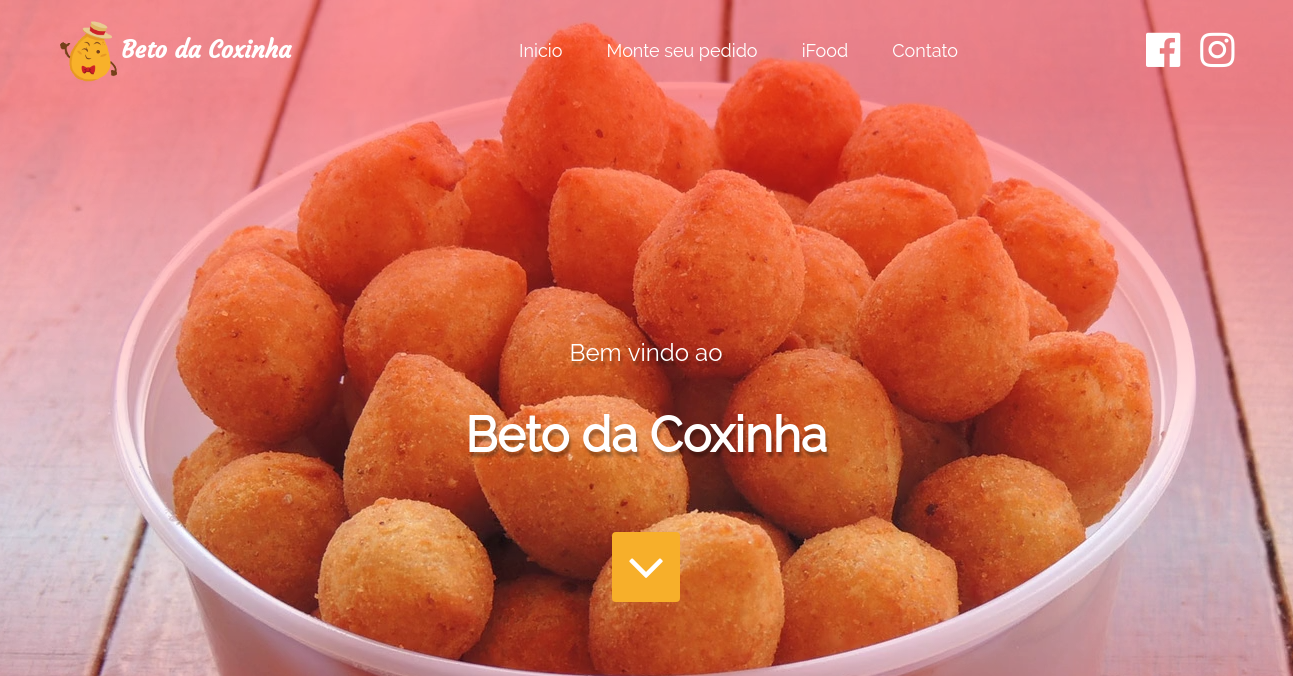 Beto da Coxinha
Inicio
Monte seu pedido
iFood
Contato
Bem vindo ao
Beto da Coxinha